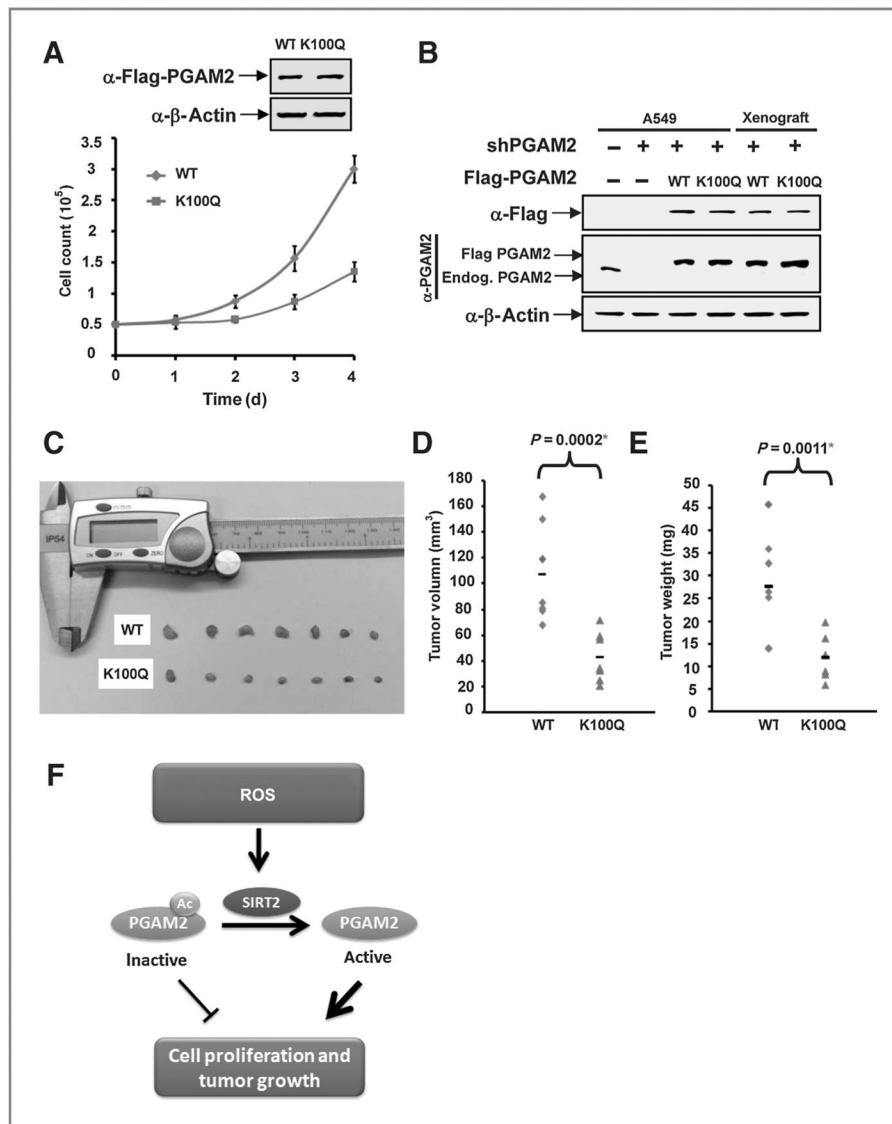 A
WT K100Q
α-Flag-PGAM2
α-β-Actin
3.5
3
2.5
2
1.5
1
0.5
0
Cell count (10⁵)
WT
K100Q
0 1 2 3 4
Time (d)
B
A549 Xenograft
shPGAM2 – + + + + +
Flag-PGAM2 – – WT K100Q WT K100Q
α-Flag
α-PGAM2
Flag PGAM2
Endog. PGAM2
α-β-Actin
C
IP54
ON OFF ZERO
WT
K100Q
D
P = 0.0002*
180
160
140
120
100
80
60
40
20
0
Tumor volumn (mm³)
WT K100Q
E
P = 0.0011*
50
45
40
35
30
25
20
15
10
5
0
Tumor weight (mg)
WT K100Q
F
ROS
Ac
SIRT2
PGAM2 PGAM2
Inactive Active
Cell proliferation and
tumor growth